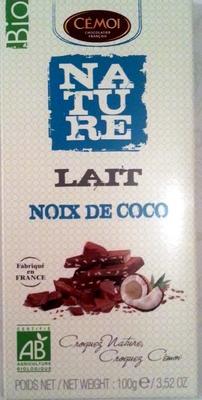 Bio
CÉMOI
CHOCOLATIER
FRANÇAIS
NA
TU
RE
LAIT
NOIX DE COCO
Fabriqué
en
FRANCE
CERTIFIÉ
AB
AGRICULTURE
BIOLOGIQUE
Croquez Nature,
Croquez Cémoi
POIDS NET / NET WEIGHT : 100g e / 3,52 OZ